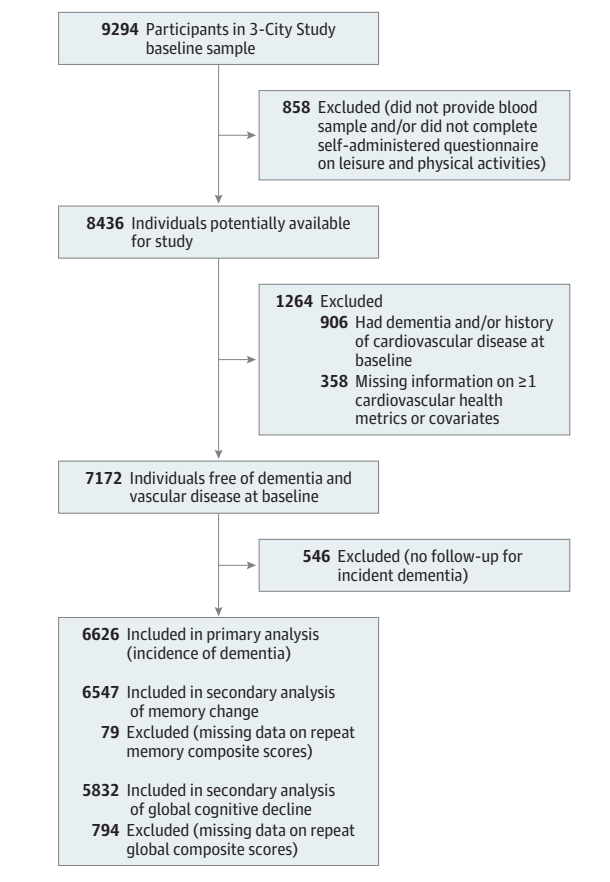 9294 Participants in 3-City Study
baseline sample
858 Excluded (did not provide blood
sample and/or did not complete
self-administered questionnaire
on leisure and physical activities)
8436 Individuals potentially available
for study
1264 Excluded
906 Had dementia and/or history
of cardiovascular disease at
baseline
358 Missing information on ≥1
cardiovascular health
metrics or covariates
7172 Individuals free of dementia and
vascular disease at baseline
546 Excluded (no follow-up for
incident dementia)
6626 Included in primary analysis
(incidence of dementia)
6547 Included in secondary analysis
of memory change
79 Excluded (missing data on repeat
memory composite scores)
5832 Included in secondary analysis
of global cognitive decline
794 Excluded (missing data on repeat
global composite scores)